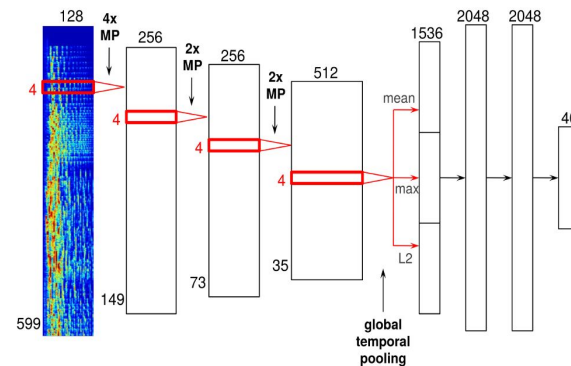 128
4x
MP
256
2x
MP
256
2x
MP
512
1536
2048
2048
4
4
4
4
mean
max
L2
599
149
73
35
global
temporal
pooling